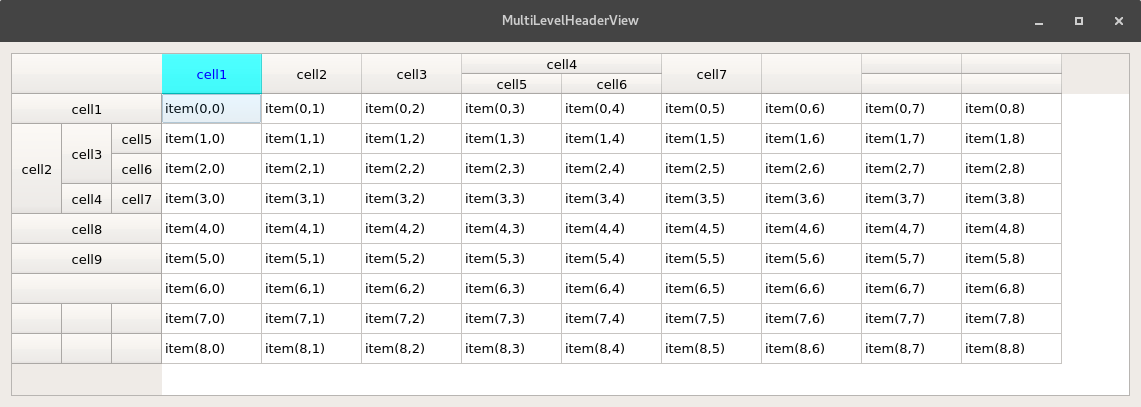 MultiLevelHeaderView
cell1 cell2 cell3 cell4 cell7
cell5 cell6
cell1 item(0,0) item(0,1) item(0,2) item(0,3) item(0,4) item(0,5) item(0,6) item(0,7) item(0,8)
cell2 cell3 cell5 item(1,0) item(1,1) item(1,2) item(1,3) item(1,4) item(1,5) item(1,6) item(1,7) item(1,8)
cell6 item(2,0) item(2,1) item(2,2) item(2,3) item(2,4) item(2,5) item(2,6) item(2,7) item(2,8)
cell4 cell7 item(3,0) item(3,1) item(3,2) item(3,3) item(3,4) item(3,5) item(3,6) item(3,7) item(3,8)
cell8 item(4,0) item(4,1) item(4,2) item(4,3) item(4,4) item(4,5) item(4,6) item(4,7) item(4,8)
cell9 item(5,0) item(5,1) item(5,2) item(5,3) item(5,4) item(5,5) item(5,6) item(5,7) item(5,8)
item(6,0) item(6,1) item(6,2) item(6,3) item(6,4) item(6,5) item(6,6) item(6,7) item(6,8)
item(7,0) item(7,1) item(7,2) item(7,3) item(7,4) item(7,5) item(7,6) item(7,7) item(7,8)
item(8,0) item(8,1) item(8,2) item(8,3) item(8,4) item(8,5) item(8,6) item(8,7) item(8,8)